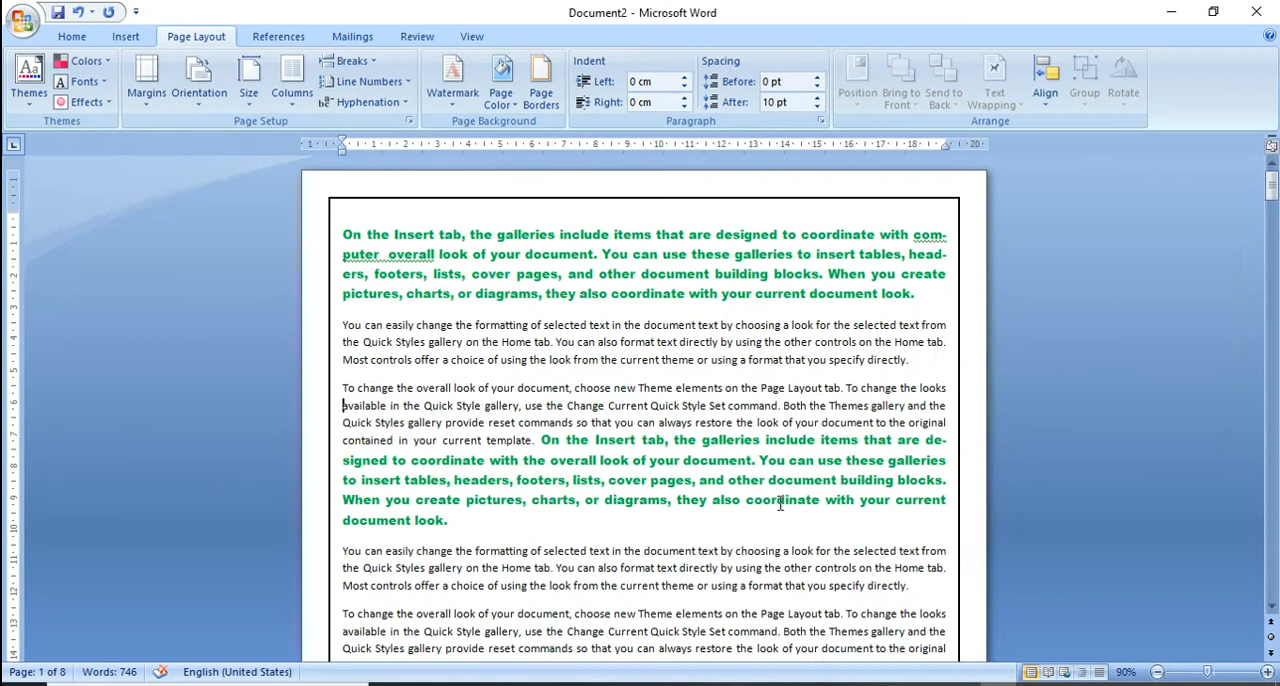 Document2 - Microsoft Word
Home Insert Page Layout References Mailings Review View
Themes
Colors
Fonts
Effects
Themes
Margins
Orientation
Size
Columns
Breaks
Line Numbers
Hyphenation
Page Setup
Watermark
Page Color
Page Borders
Page Background
Indent
Left: 0 cm
Right: 0 cm
Spacing
Before: 0 pt
After: 10 pt
Paragraph
Position
Bring to Front
Send to Back
Text Wrapping
Align
Group
Rotate
Arrange
1 1 2 3 4 5 6 7 8 9 10 11 12 13 14 15 16 17 18 20
On the Insert tab, the galleries include items that are designed to coordinate with com-
puter overall look of your document. You can use these galleries to insert tables, head-
ers, footers, lists, cover pages, and other document building blocks. When you create
pictures, charts, or diagrams, they also coordinate with your current document look.
You can easily change the formatting of selected text in the document text by choosing a look for the selected text from
the Quick Styles gallery on the Home tab. You can also format text directly by using the other controls on the Home tab.
Most controls offer a choice of using the look from the current theme or using a format that you specify directly.
To change the overall look of your document, choose new Theme elements on the Page Layout tab. To change the looks
available in the Quick Style gallery, use the Change Current Quick Style Set command. Both the Themes gallery and the
Quick Styles gallery provide reset commands so that you can always restore the look of your document to the original
contained in your current template. On the Insert tab, the galleries include items that are de-
signed to coordinate with the overall look of your document. You can use these galleries
to insert tables, headers, footers, lists, cover pages, and other document building blocks.
When you create pictures, charts, or diagrams, they also coordinate with your current
document look.
You can easily change the formatting of selected text in the document text by choosing a look for the selected text from
the Quick Styles gallery on the Home tab. You can also format text directly by using the other controls on the Home tab.
Most controls offer a choice of using the look from the current theme or using a format that you specify directly.
To change the overall look of your document, choose new Theme elements on the Page Layout tab. To change the looks
available in the Quick Style gallery, use the Change Current Quick Style Set command. Both the Themes gallery and the
Quick Styles gallery provide reset commands so that you can always restore the look of your document to the original
Page: 1 of 8 Words: 746 English (United States) 90%